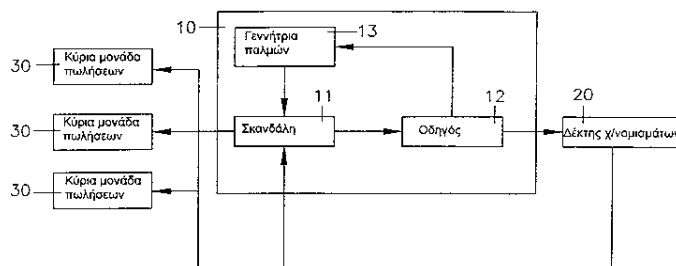 10
Γεννήτρια
παλμών
13
30
Κύρια μονάδα
πωλήσεων
30
Κύρια μονάδα
πωλήσεων
Σκανδάλη
11
Οδηγός
12
20
Δέκτης χ/νομισμάτων
30
Κύρια μονάδα
πωλήσεων